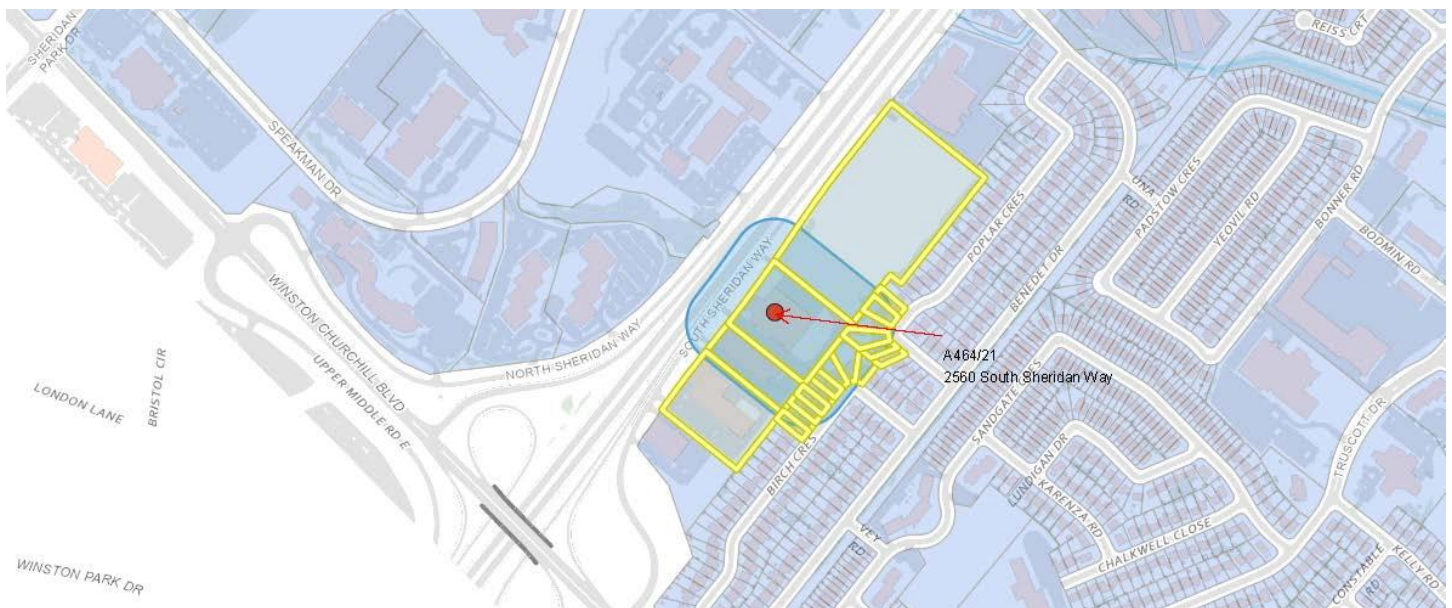 SHERIDAN
PARK DR
SPEAKMAN DR
REISS CRT
UNA
RD
PADSTOW CRES
YEOVIL RD
BONNER RD
BODMIN RD
POPLAR CRES
BENEDET DR
SOUTH SHERIDAN WAY
NORTH SHERIDAN WAY
WINSTON CHURCHILL BLVD
UPPER MIDDLE RD E
BRISTOL CIR
LONDON LANE
A464/21
2560 South Sheridan Way
SANDGATE
LUNDIGAN DR
TRUSCOTT DR
BIRCH CRES
KARENZA RD
VEY
RD
CHALKWELL CLOSE
CONSTABLE
KELLY RD
WINSTON PARK DR